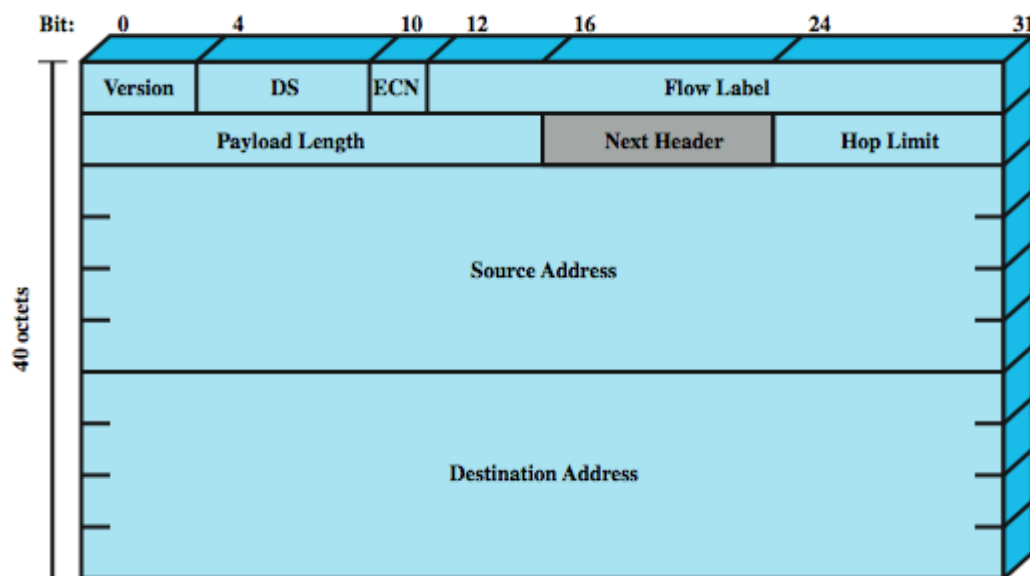 Bit: 0 4 10 12 16 24 31
Version DS ECN Flow Label
Payload Length Next Header Hop Limit
Source Address
40 octets
Destination Address